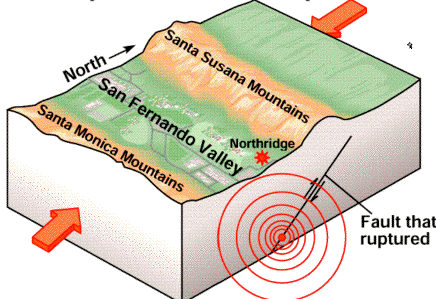 North
Santa Susana Mountains
San Fernando Valley
Northridge
Santa Monica Mountains
Fault that
ruptured